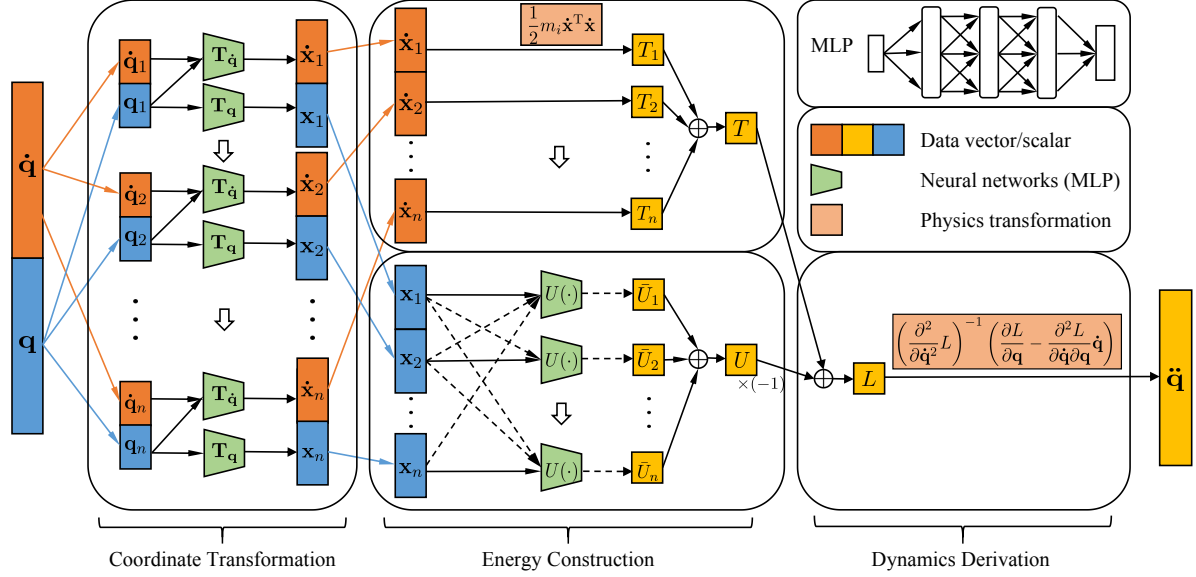 q̇
q
q̇₁
q₁
T_q̇
T_q
ẋ₁
x₁
q̇₂
q₂
T_q̇
T_q
ẋ₂
x₂
q̇ₙ
qₙ
T_q̇
T_q
ẋₙ
xₙ
Coordinate Transformation
ẋ₁
ẋ₂
ẋₙ
1/2 mᵢẋᵀẋ
T₁
T₂
Tₙ
T
x₁
x₂
xₙ
U(·)
U(·)
U(·)
Ū₁
Ū₂
Ūₙ
U
×(−1)
Energy Construction
MLP
Data vector/scalar
Neural networks (MLP)
Physics transformation
L
(∂²/∂q̇² L)⁻¹ (∂L/∂q − ∂²L/∂q̇∂q q̇)
q̈
Dynamics Derivation